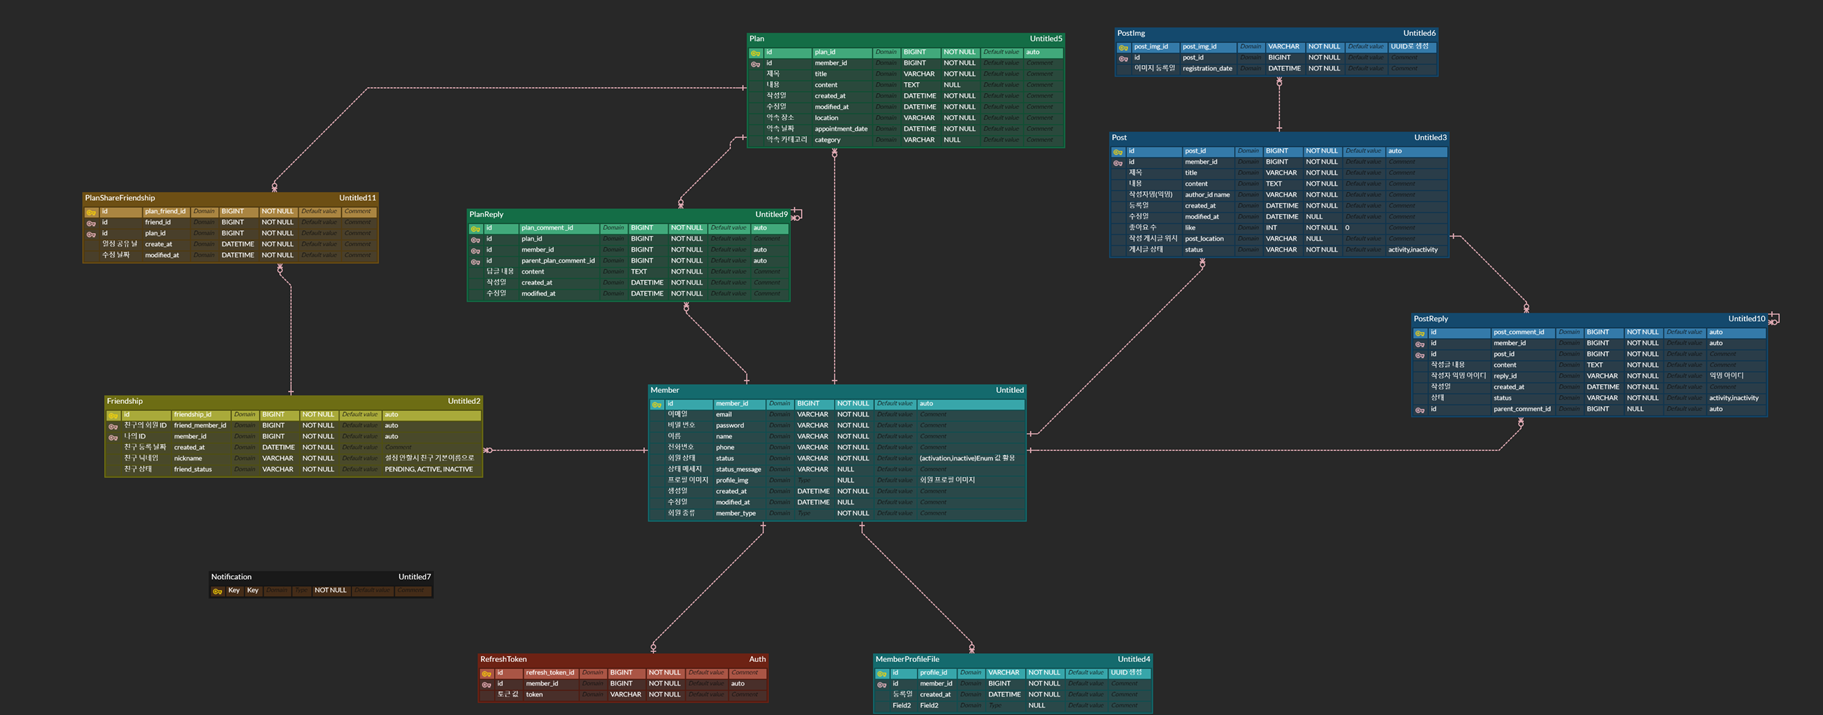 Plan Untitled5
id plan_id Domain BIGINT NOT NULL Default value auto
id member_id Domain BIGINT NOT NULL Default value Comment
제목 title Domain VARCHAR NOT NULL Default value Comment
내용 content Domain TEXT NULL Default value Comment
작성일 created_at Domain DATETIME NOT NULL Default value Comment
수정일 modified_at Domain DATETIME NOT NULL Default value Comment
약속 장소 location Domain VARCHAR NOT NULL Default value Comment
약속 날짜 appointment_date Domain DATETIME NOT NULL Default value Comment
약속 카테고리 category Domain VARCHAR NULL Default value Comment
PostImg Untitled6
post_img_id post_img_id Domain VARCHAR NOT NULL Default value UUID로 생성
id post_id Domain BIGINT NOT NULL Default value Comment
이미지 등록일 registration_date Domain DATETIME NOT NULL Default value Comment
Post Untitled3
id post_id Domain BIGINT NOT NULL Default value auto
id member_id Domain BIGINT NOT NULL Default value Comment
제목 title Domain VARCHAR NOT NULL Default value Comment
내용 content Domain TEXT NOT NULL Default value Comment
작성자명(익명) author_id name Domain VARCHAR NOT NULL Default value Comment
등록일 created_at Domain DATETIME NOT NULL Default value Comment
수정일 modified_at Domain DATETIME NULL Default value Comment
좋아요 수 like Domain INT NOT NULL 0 Comment
작성 게시글 위치 post_location Domain VARCHAR NULL Default value Comment
게시글 상태 status Domain VARCHAR NOT NULL Default value activity,inactivity
PlanShareFriendship Untitled11
id plan_friend_id Domain BIGINT NOT NULL Default value Comment
id friend_id Domain BIGINT NOT NULL Default value Comment
id plan_id Domain BIGINT NOT NULL Default value Comment
일정 공유 날 create_at Domain DATETIME NOT NULL Default value Comment
수정 날짜 modified_at Domain DATETIME NOT NULL Default value Comment
PlanReply Untitled9
id plan_comment _id Domain BIGINT NOT NULL Default value auto
id plan_id Domain BIGINT NOT NULL Default value Comment
id member_id Domain BIGINT NOT NULL Default value auto
id parent_plan_comment _id Domain BIGINT NOT NULL Default value auto
답글 내용 content Domain TEXT NOT NULL Default value Comment
작성일 created_at Domain DATETIME NOT NULL Default value Comment
수정일 modified_at Domain DATETIME NOT NULL Default value Comment
PostReply Untitled10
id post_comment_id Domain BIGINT NOT NULL Default value auto
id member_id Domain BIGINT NOT NULL Default value auto
id post_id Domain BIGINT NOT NULL Default value Comment
작성글 내용 content Domain TEXT NOT NULL Default value Comment
작성자 익명 아이디 reply_id Domain VARCHAR NOT NULL Default value 익명 아이디
작성일 created_at Domain DATETIME NOT NULL Default value Comment
상태 status Domain VARCHAR NOT NULL Default value activity,inactivity
id parent_comment_id Domain BIGINT NULL Default value auto
Friendship Untitled2
id friendship_id Domain BIGINT NOT NULL Default value auto
친구의 회원 ID friend_member_id Domain BIGINT NOT NULL Default value auto
나의 ID member_id Domain BIGINT NOT NULL Default value auto
친구 등록 날짜 created_at Domain DATETIME NOT NULL Default value Comment
친구 닉네임 nickname Domain VARCHAR NOT NULL Default value 설정 안할시 친구 기본이름으로
친구 상태 friend_status Domain VARCHAR NOT NULL Default value PENDING, ACTIVE, INACTIVE
Member Untitled
id member_id Domain BIGINT NOT NULL Default value auto
이메일 email Domain VARCHAR NOT NULL Default value Comment
비밀 번호 password Domain VARCHAR NOT NULL Default value Comment
이름 name Domain VARCHAR NOT NULL Default value Comment
전화번호 phone Domain VARCHAR NOT NULL Default value Comment
회원 상태 status Domain VARCHAR NOT NULL Default value (activation,inactive)Enum 값 활용
상태 메세지 status_message Domain VARCHAR NULL Default value Comment
프로필 이미지 profile_img Domain Type NULL Default value 회원 프로필 이미지
생성일 created_at Domain DATETIME NOT NULL Default value Comment
수정일 modified_at Domain DATETIME NULL Default value Comment
회원 종류 member_type Domain Type NOT NULL Default value Comment
Notification Untitled7
Key Key Domain Type NOT NULL Default value Comment
RefreshToken Auth
id refresh_token_id Domain BIGINT NOT NULL Default value Comment
id member_id Domain BIGINT NOT NULL Default value auto
토큰 값 token Domain VARCHAR NOT NULL Default value Comment
MemberProfileFile Untitled4
id profile_id Domain VARCHAR NOT NULL Default value UUID 생성
id member_id Domain BIGINT NOT NULL Default value Comment
등록일 created_at Domain DATETIME NOT NULL Default value Comment
Field2 Field2 Domain Type NULL Default value Comment